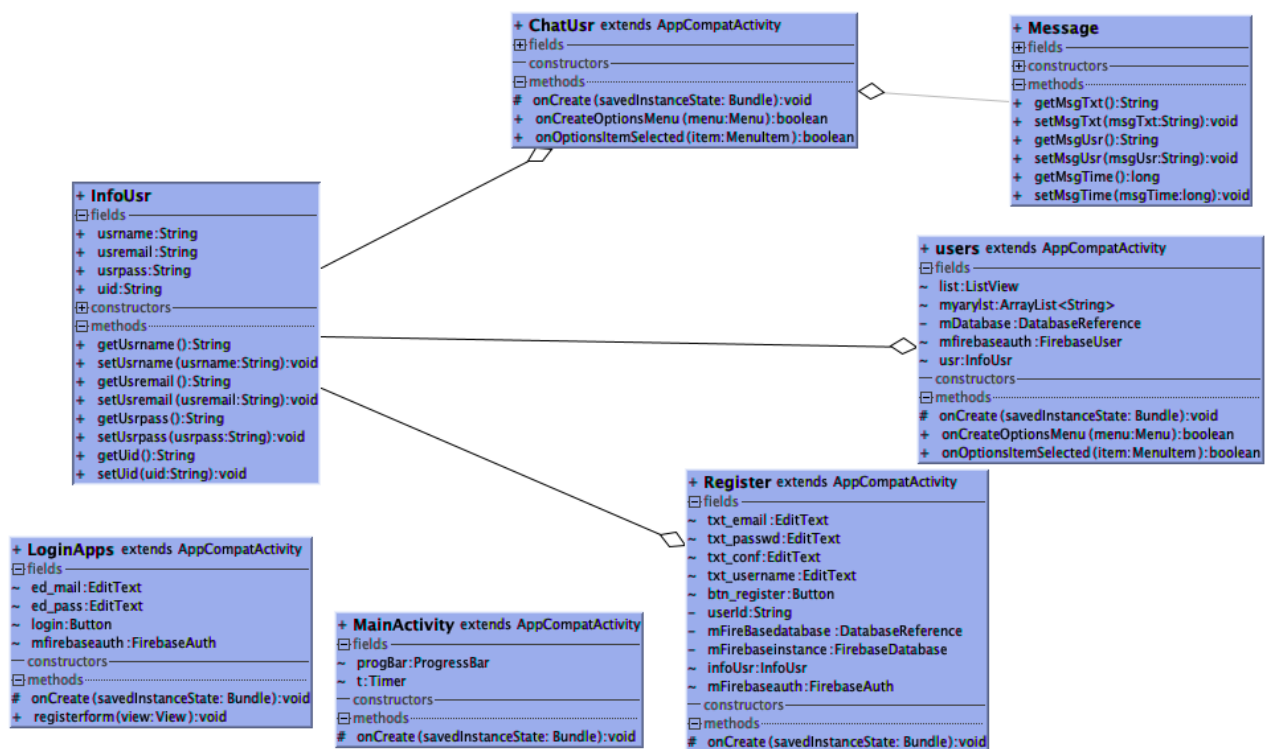 + ChatUsr extends AppCompatActivity
fields
constructors
methods
# onCreate(savedInstanceState: Bundle):void
+ onCreateOptionsMenu (menu:Menu):boolean
+ onOptionsItemSelected(item:MenuItem):boolean
+ Message
fields
constructors
methods
+ getMsgTxt():String
+ setMsgTxt(msgTxt:String):void
+ getMsgUsr():String
+ setMsgUsr(msgUsr:String):void
+ getMsgTime():long
+ setMsgTime(msgTime:long):void
+ InfoUsr
fields
+ usrname:String
+ usremail:String
+ usrpass:String
+ uid:String
constructors
methods
+ getUsrname():String
+ setUsrname(usrname:String):void
+ getUsremail():String
+ setUsremail(usremail:String):void
+ getUsrpass():String
+ setUsrpass(usrpass:String):void
+ getUid():String
+ setUid(uid:String):void
+ users extends AppCompatActivity
fields
~ list:ListView
~ myarylst:ArrayList<String>
- mDatabase:DatabaseReference
~ mfirebaseauth:FirebaseUser
~ usr:InfoUsr
constructors
methods
# onCreate(savedInstanceState: Bundle):void
+ onCreateOptionsMenu (menu:Menu):boolean
+ onOptionsItemSelected(item:MenuItem):boolean
+ Register extends AppCompatActivity
fields
~ txt_email:EditText
~ txt_passwd:EditText
~ txt_conf:EditText
~ txt_username:EditText
~ btn_register:Button
- userId:String
- mFireBasedatabase:DatabaseReference
- mFirebaseinstance:FirebaseDatabase
~ infoUsr:InfoUsr
~ mFirebaseauth:FirebaseAuth
constructors
methods
# onCreate(savedInstanceState: Bundle):void
+ LoginApps extends AppCompatActivity
fields
~ ed_mail:EditText
~ ed_pass:EditText
~ login:Button
~ mfirebaseauth:FirebaseAuth
constructors
methods
# onCreate(savedInstanceState: Bundle):void
+ registerform(view:View):void
+ MainActivity extends AppCompatActivity
fields
~ progBar:ProgressBar
~ t:Timer
constructors
methods
# onCreate(savedInstanceState: Bundle):void